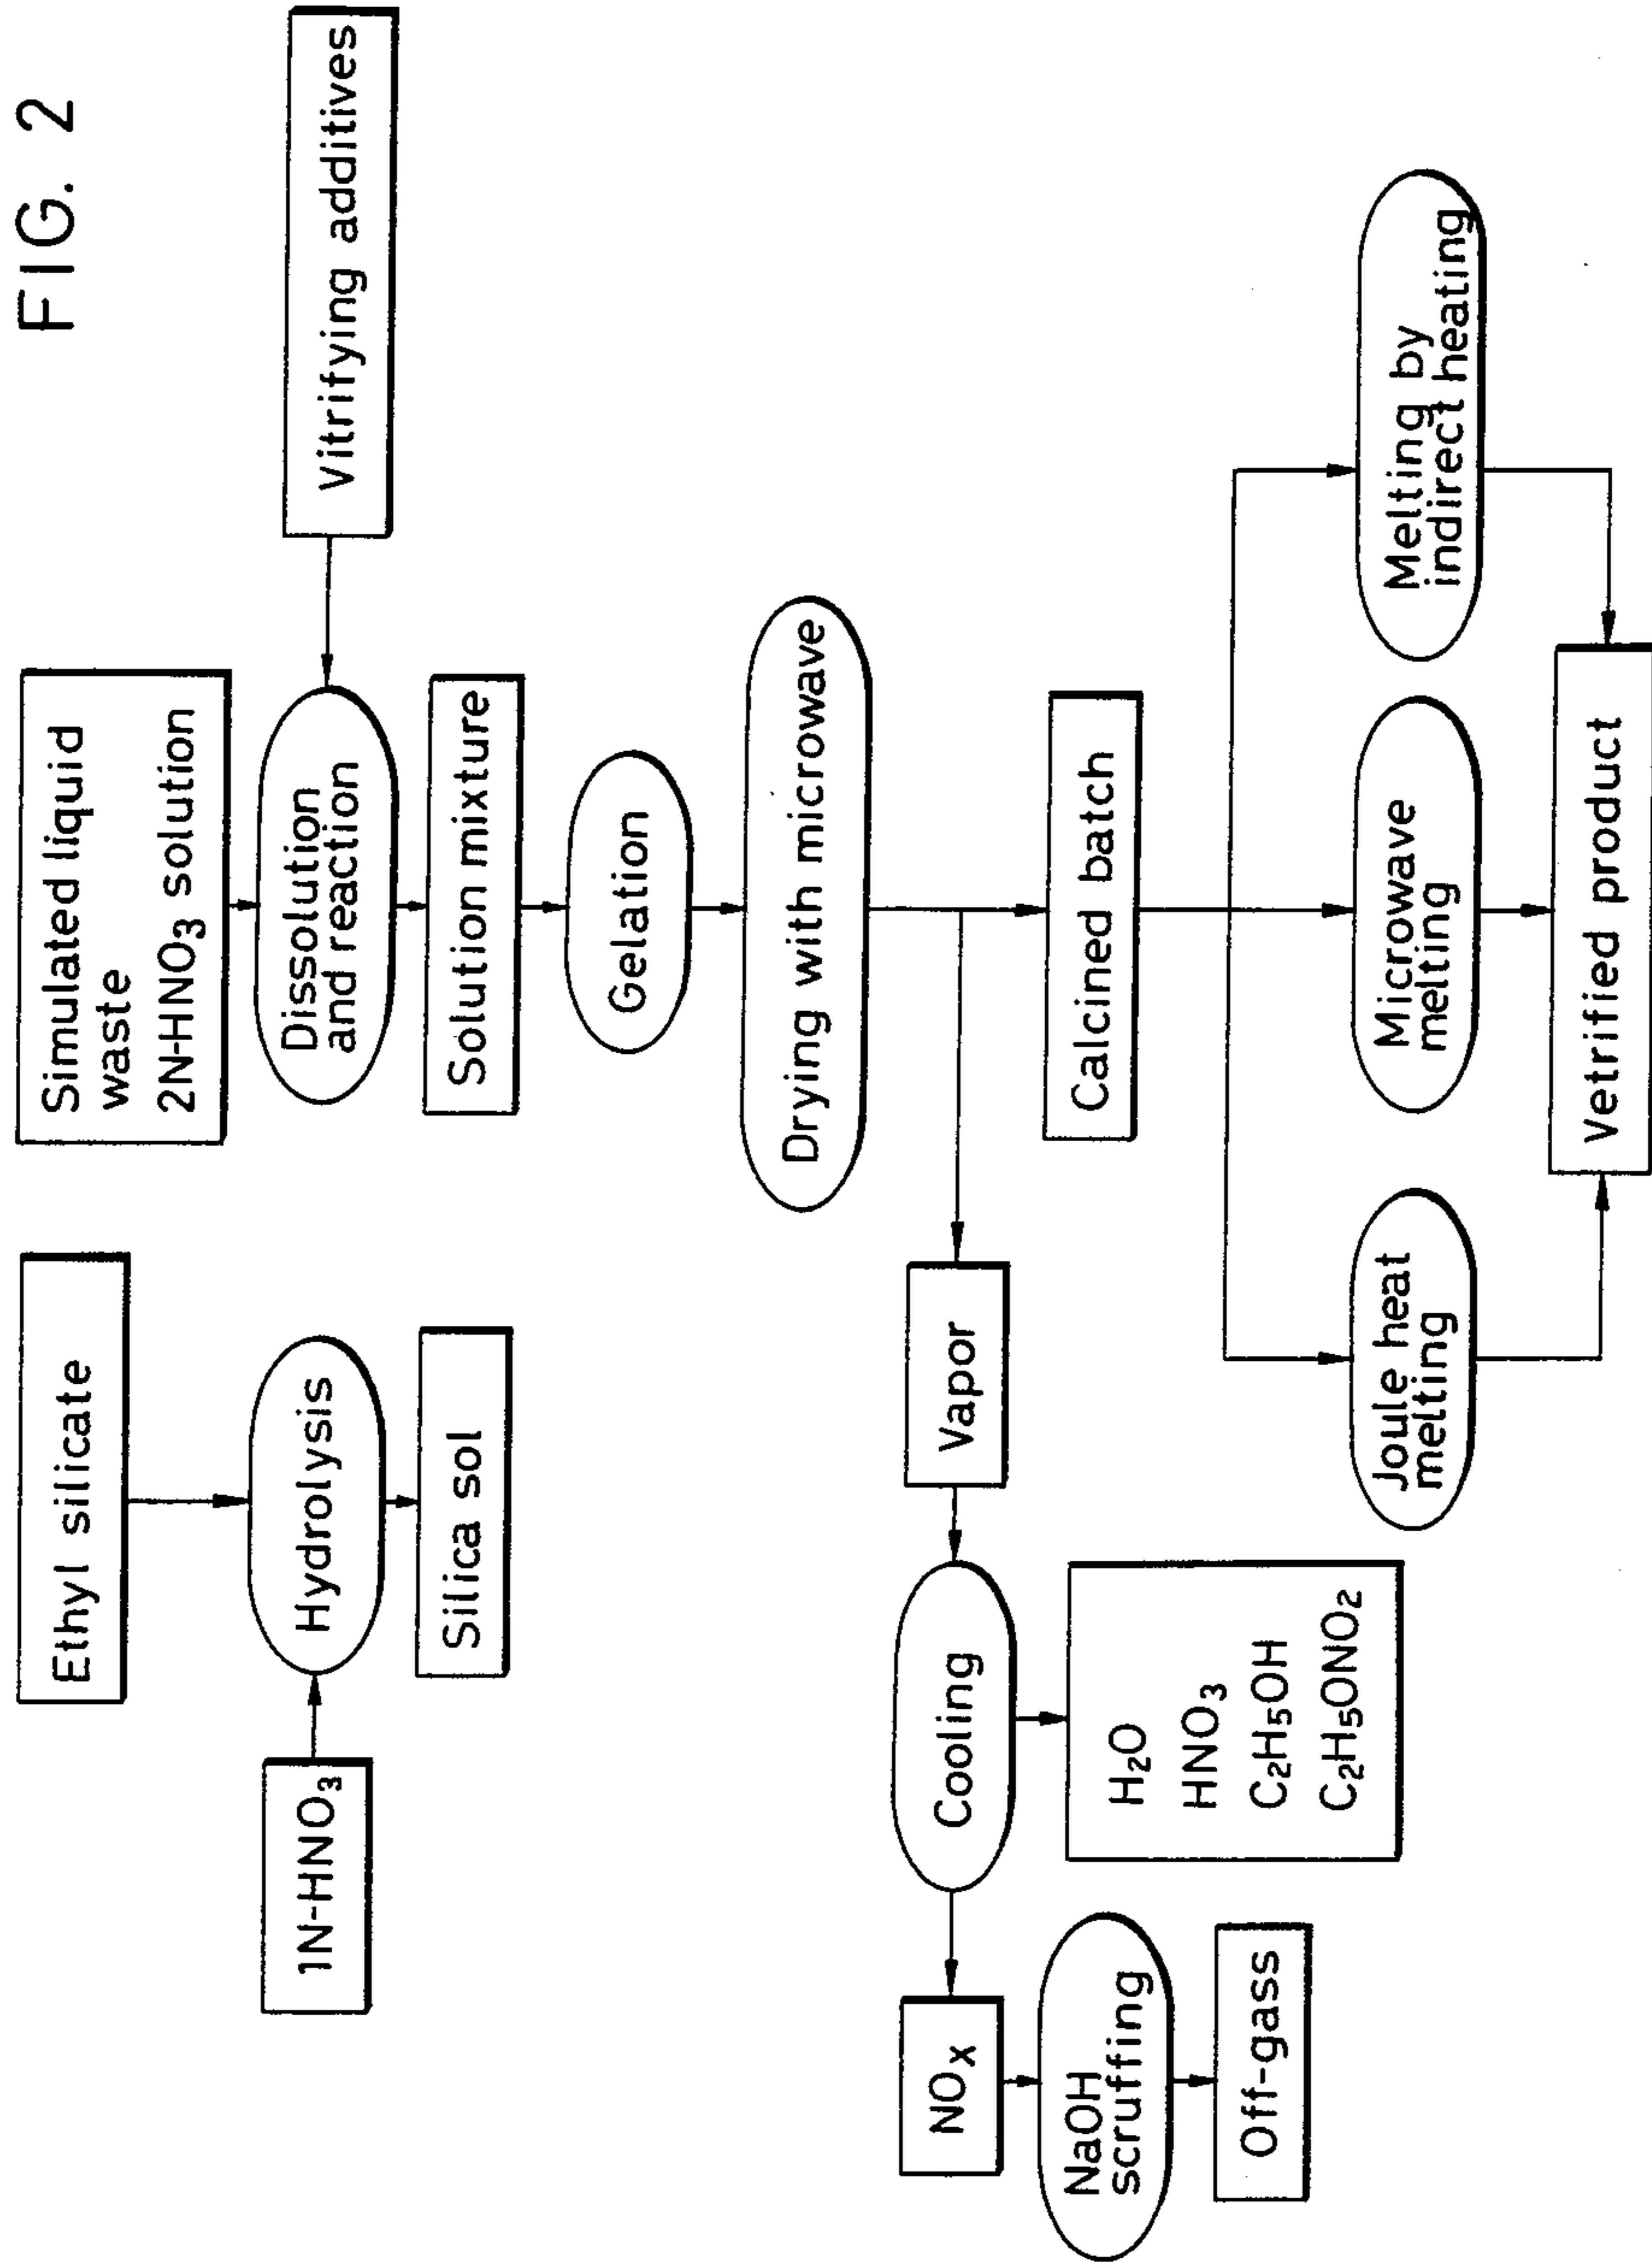 FIG. 2
Ethyl silicate
Simulated liquid
waste
2N-HNO₃ solution
1N-HNO₃
Hydrolysis
Dissolution
and reaction
Vitrifying additives
Silica sol
Solution mixture
Gelation
Drying with microwave
NOx
Cooling
Vapor
Calcined batch
NaOH
scruffing
H₂O
HNO₃
C₂H₅OH
C₂H₅ONO₂
Off-gass
Joule heat
melting
Microwave
melting
Melting by
indirect heating
Vetrified product